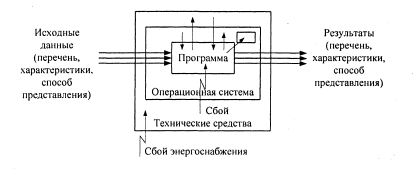 Исходные
данные
(перечень,
характеристики,
способ
представления)
Программа
Операционная система
Сбой
Технические средства
Сбой энергоснабжения
Результаты
(перечень,
характеристики,
способ
представления)